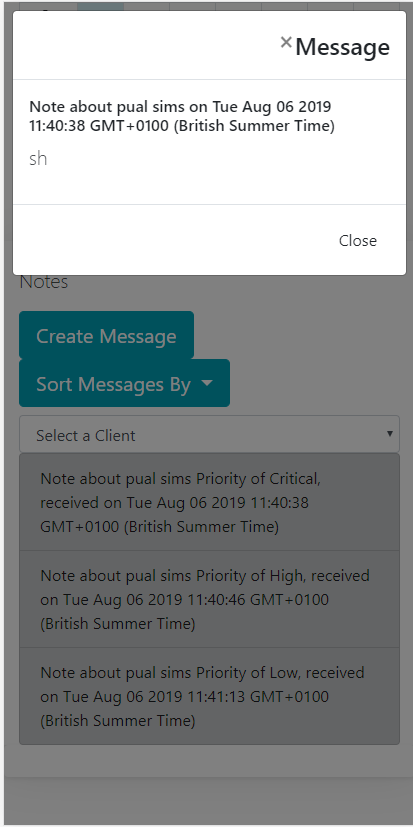 ×Message
Note about pual sims on Tue Aug 06 2019
11:40:38 GMT+0100 (British Summer Time)
sh
Close
Notes
Create Message
Sort Messages By
Select a Client
Note about pual sims Priority of Critical,
received on Tue Aug 06 2019 11:40:38
GMT+0100 (British Summer Time)
Note about pual sims Priority of High, received
on Tue Aug 06 2019 11:40:46 GMT+0100
(British Summer Time)
Note about pual sims Priority of Low, received
on Tue Aug 06 2019 11:41:13 GMT+0100
(British Summer Time)